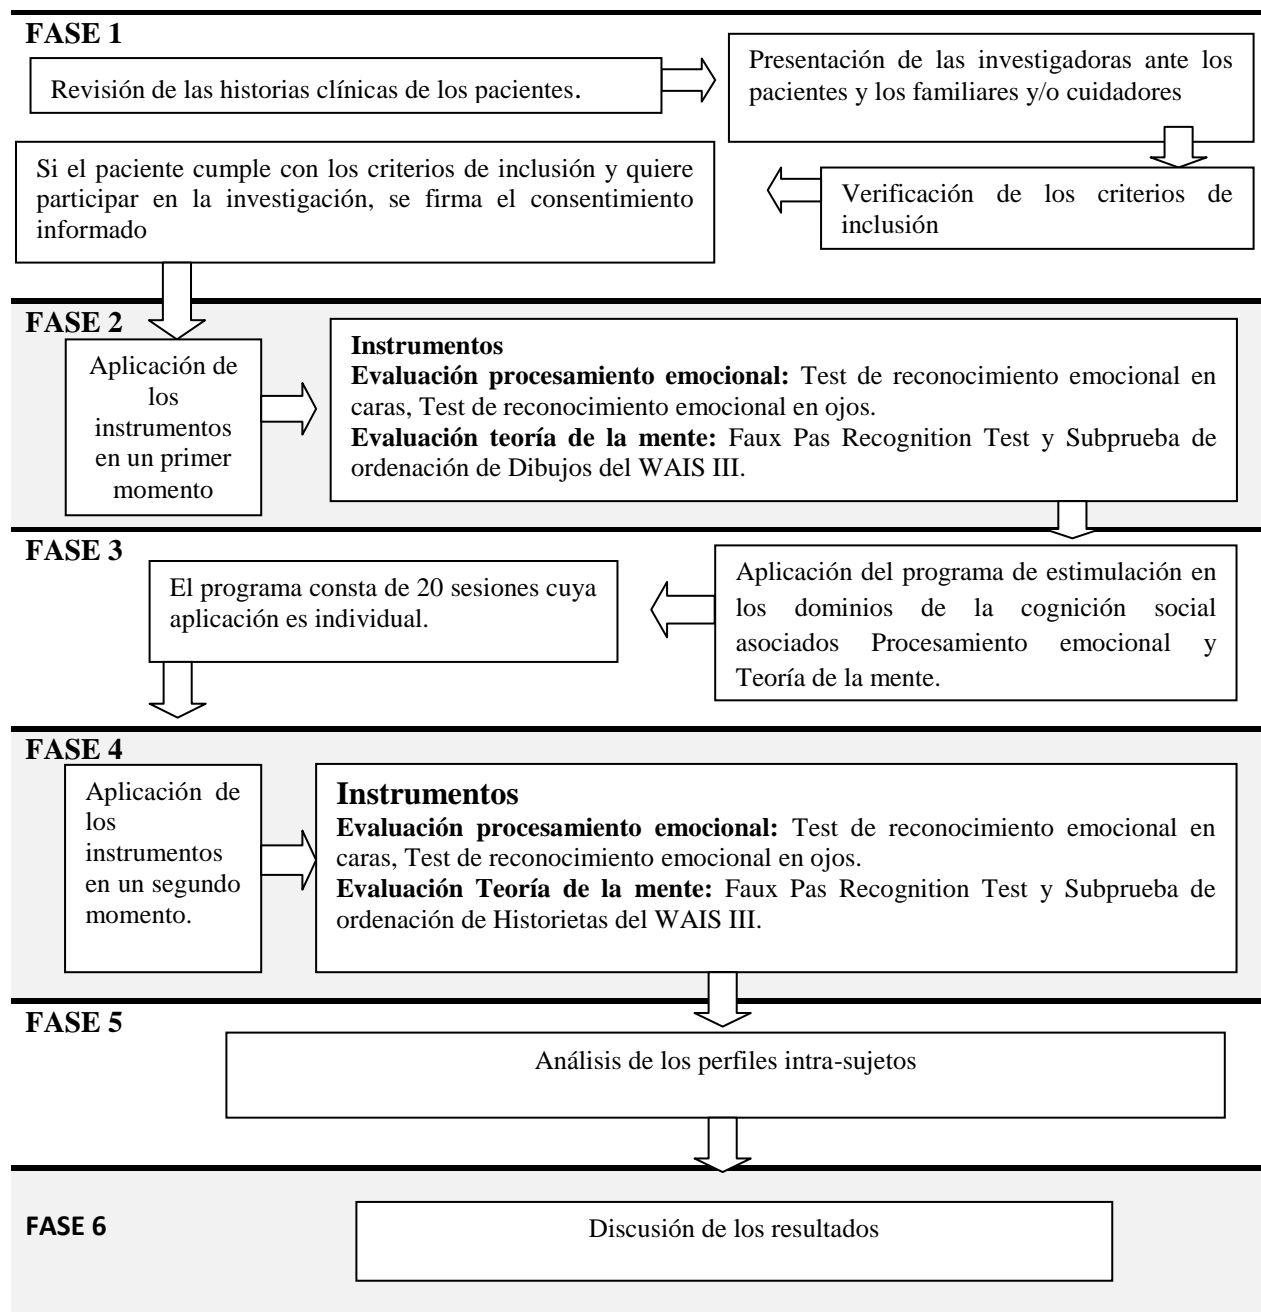 FASE 1
Revisión de las historias clínicas de los pacientes.
Presentación de las investigadoras ante los
pacientes y los familiares y/o cuidadores
Verificación de los criterios de
inclusión
Si el paciente cumple con los criterios de inclusión y quiere
participar en la investigación, se firma el consentimiento
informado
FASE 2
Aplicación de
los
instrumentos
en un primer
momento
Instrumentos
Evaluación procesamiento emocional: Test de reconocimiento emocional en
caras, Test de reconocimiento emocional en ojos.
Evaluación teoría de la mente: Faux Pas Recognition Test y Subprueba de
ordenación de Dibujos del WAIS III.
FASE 3
Aplicación del programa de estimulación en
los dominios de la cognición social
asociados Procesamiento emocional y
Teoría de la mente.
El programa consta de 20 sesiones cuya
aplicación es individual.
FASE 4
Aplicación de
los
instrumentos
en un segundo
momento.
Instrumentos
Evaluación procesamiento emocional: Test de reconocimiento emocional en
caras, Test de reconocimiento emocional en ojos.
Evaluación Teoría de la mente: Faux Pas Recognition Test y Subprueba de
ordenación de Historietas del WAIS III.
FASE 5
Análisis de los perfiles intra-sujetos
FASE 6
Discusión de los resultados